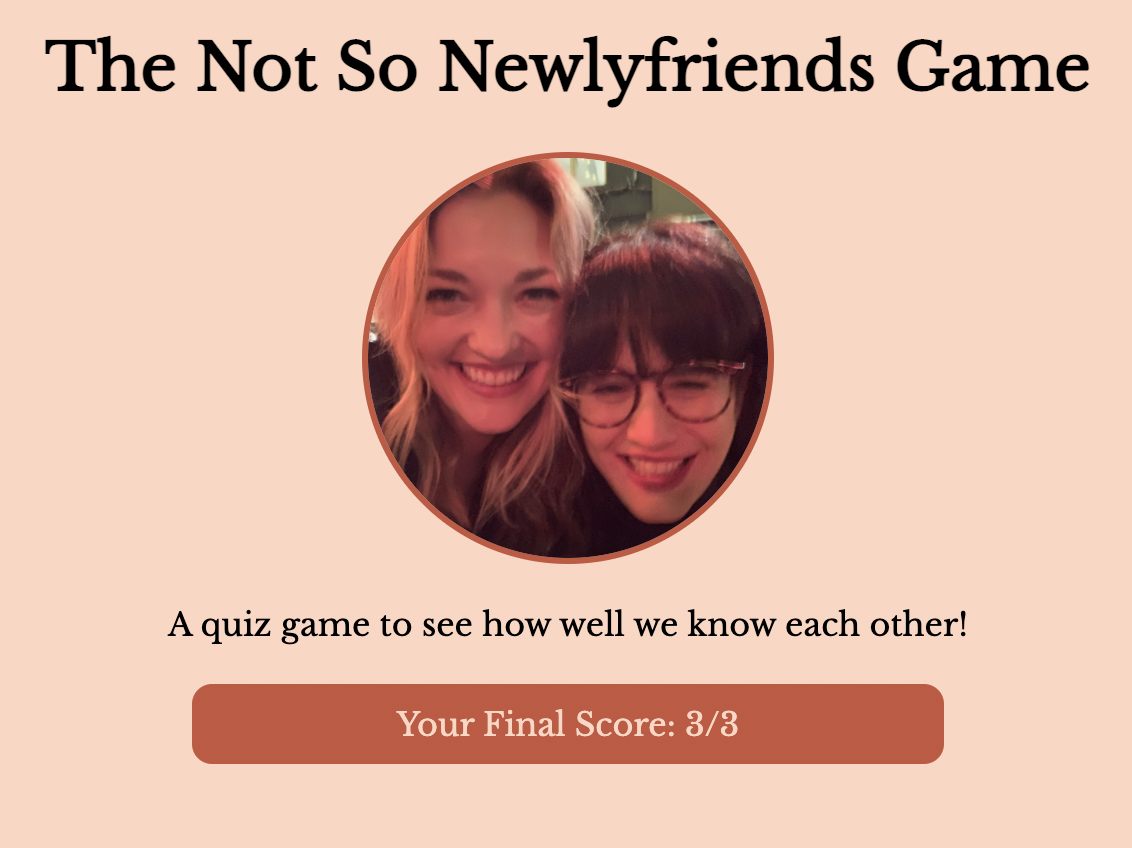 The Not So Newlyfriends Game
A quiz game to see how well we know each other!
Your Final Score: 3/3